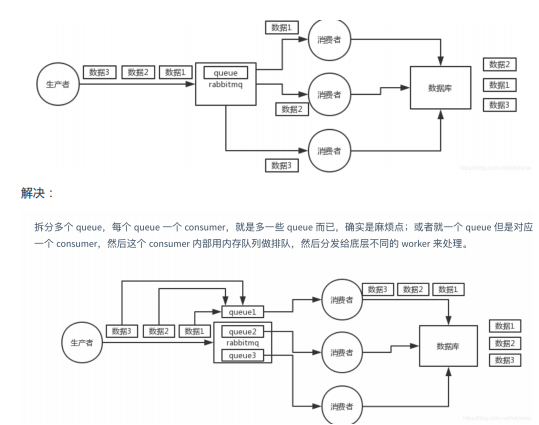 数据1
消费者
数据3 数据2 数据1
生产者
queue
rabbitmq
数据2
消费者
数据库
数据2
数据1
数据3
消费者
数据3
解决：
拆分多个 queue，每个 queue 一个 consumer，就是多一些 queue 而已，确实是麻烦点；或者就一个 queue 但是对应
一个 consumer，然后这个 consumer 内部用内存队列做排队，然后分发给底层不同的 worker 来处理。
数据3 数据2 数据1
消费者
queue1
数据3 数据2 数据1
生产者
queue2
rabbitmq
queue3
消费者
数据库
数据1
数据2
数据3
消费者